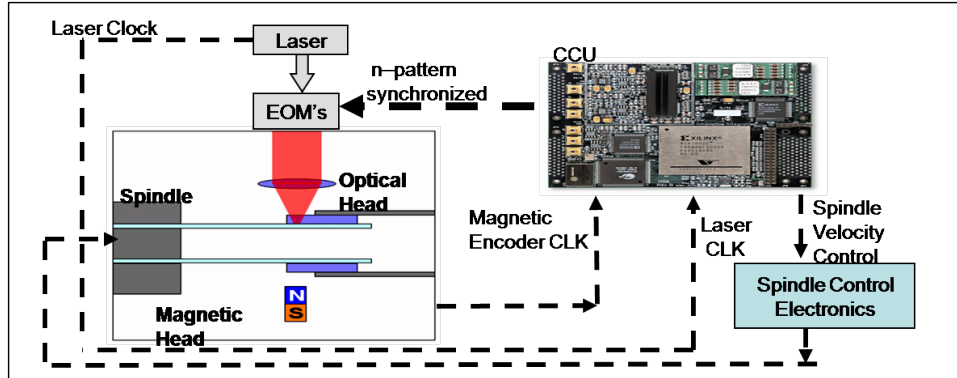 Laser Clock
Laser
CCU
n–pattern
synchronized
EOM's
Optical
Head
Spindle
Magnetic
Encoder CLK
Laser
CLK
Spindle
Velocity
Control
N
S
Magnetic
Head
Spindle Control
Electronics
XILINX